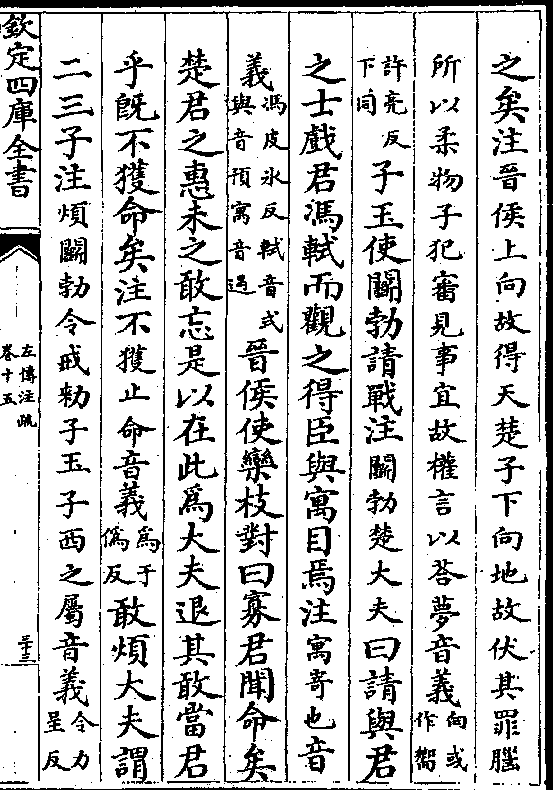 之矣注晉侯上向故得天楚子下向地故伏其罪腦
所以柔物子犯審見事宜故權言以荅夢音義向或作嚮
許亮反下同子玉使鬭勃請戰注鬭勃楚大夫曰請與君
之士戲君馮軾而觀之得臣與寓目焉注寓寄也音
義馮皮氷反軾音式與音預寓音遇晉侯使欒枝對曰寡君聞命矣
楚君之惠未之敢忘是以在此爲大夫退其敢當君
乎旣不獲命矣注不獲止命音義爲于僞反敢煩大夫謂
二三子注煩鬭勃令戒勑子玉子西之屬音義令力呈反
欽定四庫全書
左傳注疏
卷十五
三十三